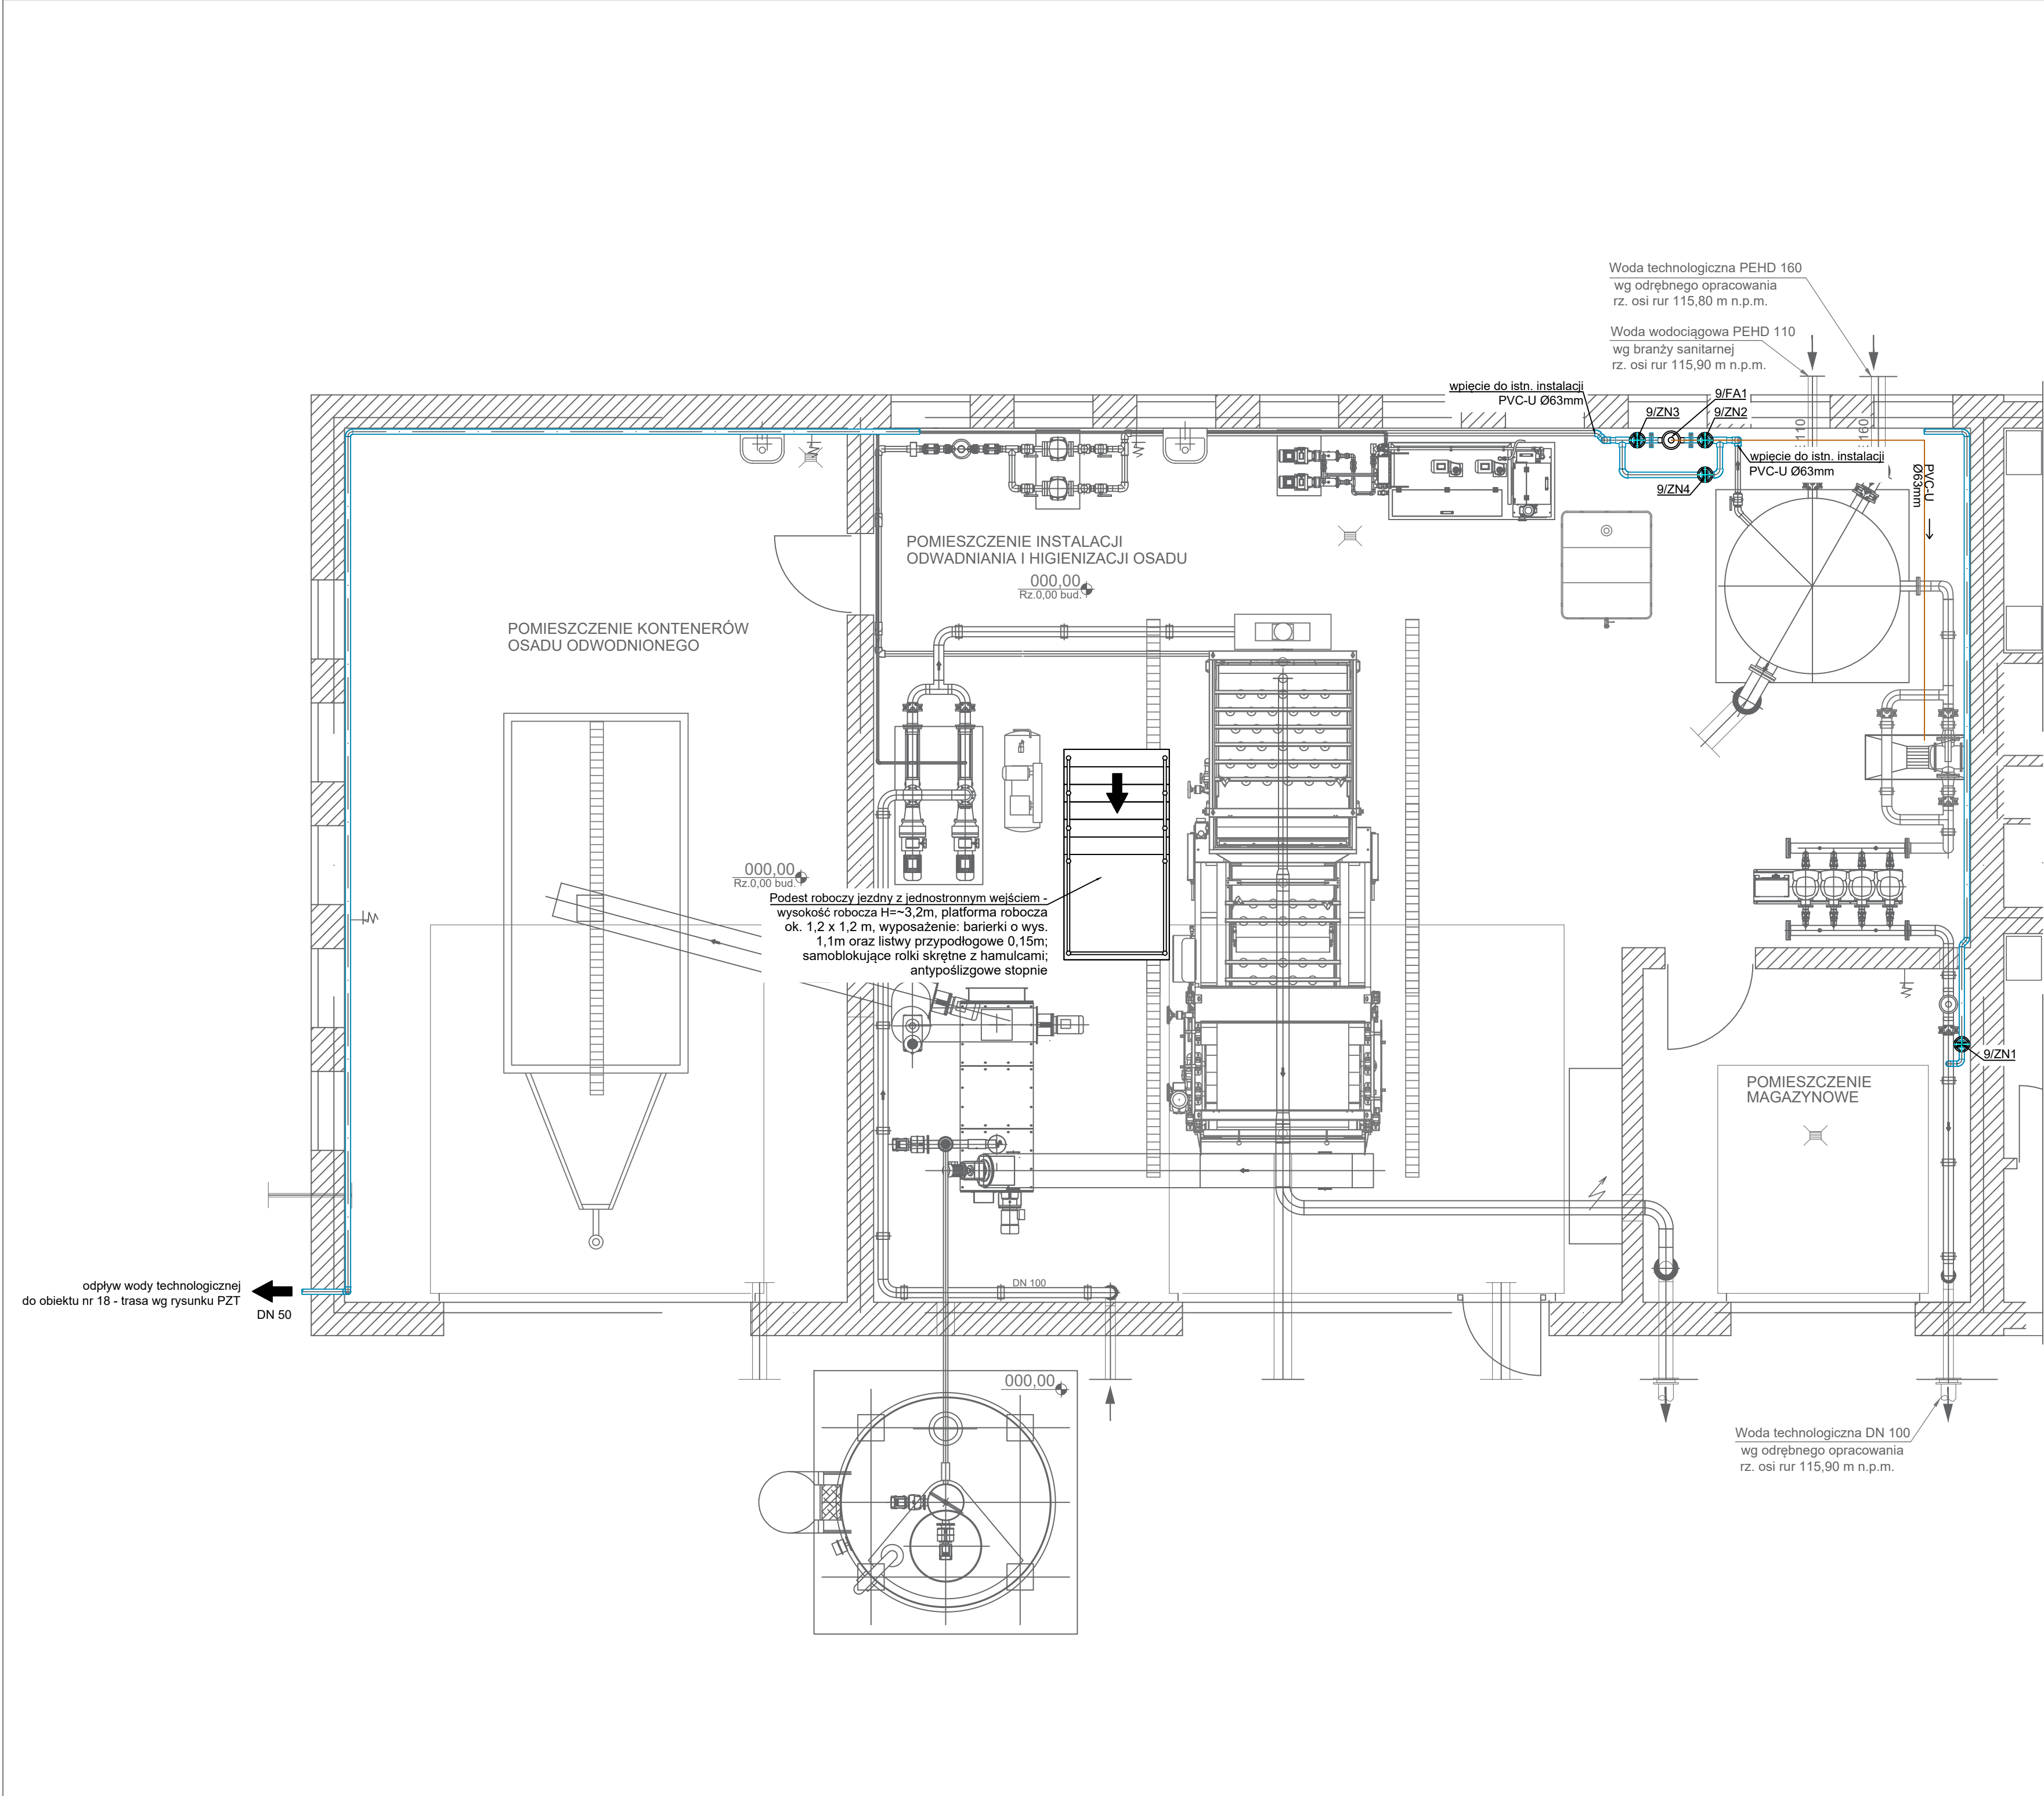 Woda technologiczna PEHD 160
wg odrębnego opracowania
rz. osi rur 115,80 m n.p.m.
Woda wodociągowa PEHD 110
wg branży sanitarnej
rz. osi rur 115,90 m n.p.m.
wpięcie do istn. instalacji
PVC-U Ø63mm
9/FA1
9/ZN3
9/ZN2
110
160
wpięcie do istn. instalacji
PVC-U Ø63mm
9/ZN4
PVC-U
Ø63mm
POMIESZCZENIE INSTALACJI
ODWADNIANIA I HIGIENIZACJI OSADU
000,00
Rz.0,00 bud.
POMIESZCZENIE KONTENERÓW
OSADU ODWODNIONEGO
000,00
Rz.0,00 bud.
Podest roboczy jezdny z jednostronnym wejściem -
wysokość robocza H=~3,2m, platforma robocza
ok. 1,2 x 1,2 m, wyposażenie: barierki o wys.
1,1m oraz listwy przypodłogowe 0,15m;
samoblokujące rolki skrętne z hamulcami;
antypoślizgowe stopnie
9/ZN1
POMIESZCZENIE
MAGAZYNOWE
odpływ wody technologicznej
do obiektu nr 18 - trasa wg rysunku PZT
DN 50
DN 100
000,00
Woda technologiczna DN 100
wg odrębnego opracowania
rz. osi rur 115,90 m n.p.m.